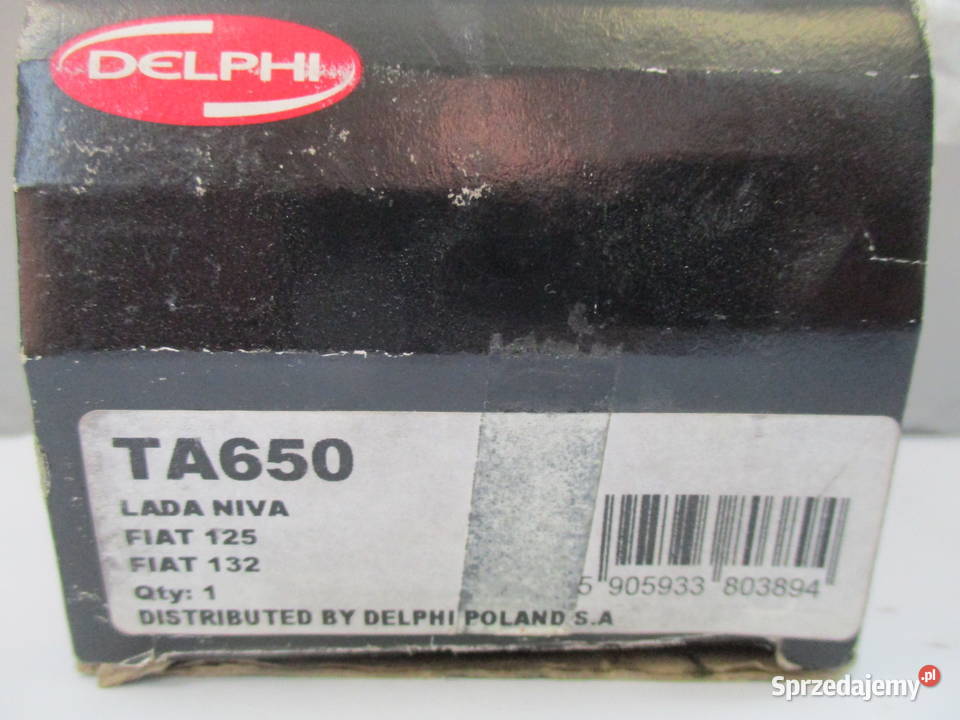 DELPHI
TA650
LADA NIVA
FIAT 125
FIAT 132
Qty: 1
DISTRIBUTED BY DELPHI POLAND S.A
5 905933 803894
Sprzedajemy.pl